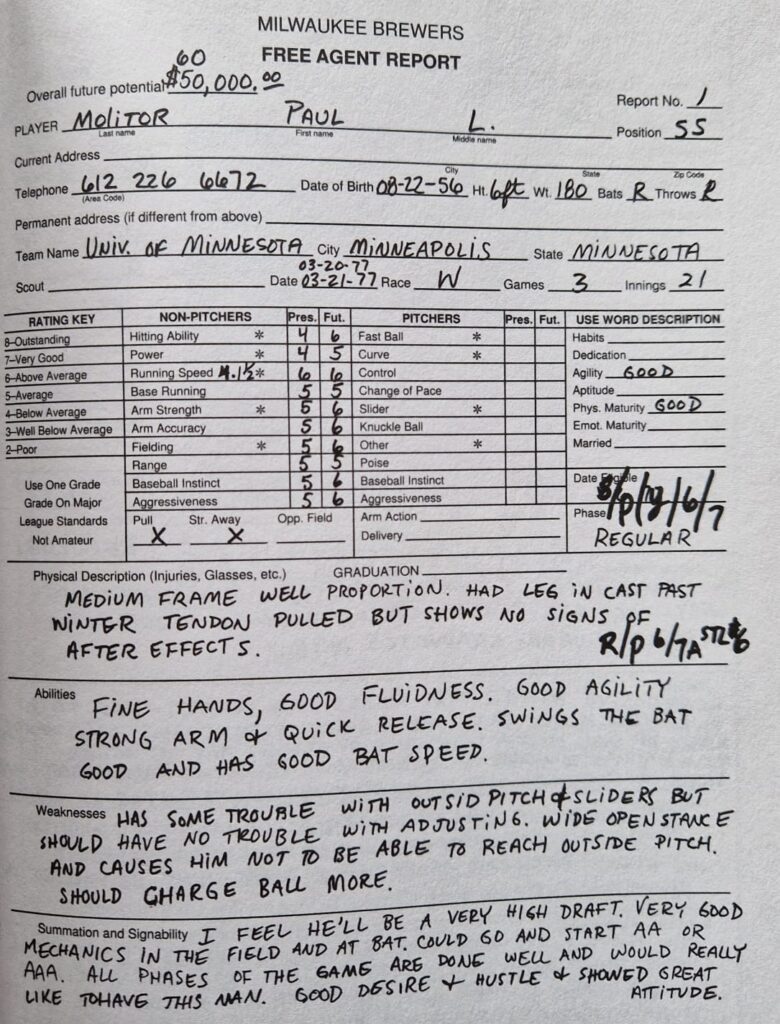 MILWAUKEE BREWERS
FREE AGENT REPORT
60
Overall future potential $50,000.00
Report No. 1
PLAYER MOLITOR PAUL L. Position SS
Last name First name Middle name
Current Address
City State Zip Code
Telephone 612 226 6672 Date of Birth 08-22-56 Ht. 6ft Wt. 180 Bats R Throws R
(Area Code)
Permanent address (if different from above)
Team Name UNIV. OF MINNESOTA City MINNEAPOLIS State MINNESOTA
03-20-77
Scout Date 03-21-77 Race W Games 3 Innings 21
RATING KEY NON-PITCHERS Pres. Fut. PITCHERS Pres. Fut. USE WORD DESCRIPTION
8–Outstanding Hitting Ability * 4 6 Fast Ball * Habits
7–Very Good Power * 4 5 Curve * Dedication
6–Above Average Running Speed 4.1½ * 6 6 Control Agility GOOD
5–Average Base Running 5 5 Change of Pace Aptitude
4–Below Average Arm Strength * 5 6 Slider * Phys. Maturity GOOD
3–Well Below Average Arm Accuracy 5 6 Knuckle Ball Emot. Maturity
2–Poor Fielding * 5 6 Other * Married
Range 5 5 Poise
Use One Grade Baseball Instinct 5 6 Baseball Instinct Date Eligible
Grade On Major Aggressiveness 5 6 Aggressiveness
League Standards Pull Str. Away Opp. Field Arm Action Phase
Not Amateur X X Delivery REGULAR
Physical Description (Injuries, Glasses, etc.) GRADUATION
MEDIUM FRAME WELL PROPORTION. HAD LEG IN CAST PAST
WINTER TENDON PULLED BUT SHOWS NO SIGNS OF
AFTER EFFECTS. R/p 6/7A
Abilities FINE HANDS, GOOD FLUIDNESS. GOOD AGILITY
STRONG ARM & QUICK RELEASE. SWINGS THE BAT
GOOD AND HAS GOOD BAT SPEED.
Weaknesses HAS SOME TROUBLE WITH OUTSID PITCH & SLIDERS BUT
SHOULD HAVE NO TROUBLE WITH ADJUSTING. WIDE OPEN STANCE
AND CAUSES HIM NOT TO BE ABLE TO REACH OUTSIDE PITCH.
SHOULD CHARGE BALL MORE.
Summation and Signability I FEEL HE'LL BE A VERY HIGH DRAFT. VERY GOOD
MECHANICS IN THE FIELD AND AT BAT. COULD GO AND START AA OR
AAA. ALL PHASES OF THE GAME ARE DONE WELL AND WOULD REALLY
LIKE TO HAVE THIS MAN. GOOD DESIRE & HUSTLE & SHOWED GREAT
ATTITUDE.